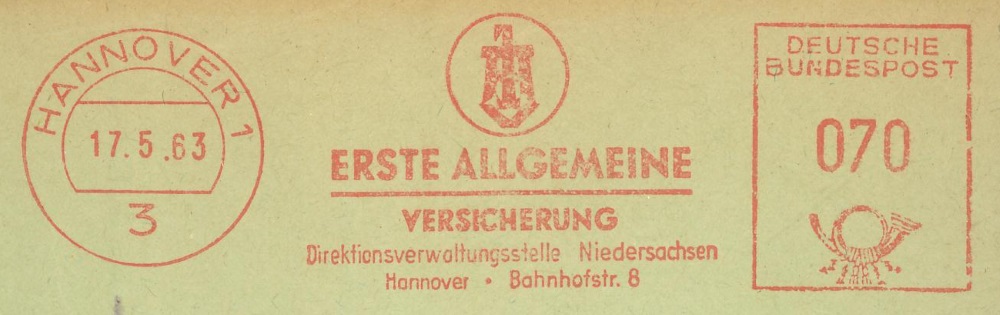 HANNOVER 1
17.5.63
3
ERSTE ALLGEMEINE
VERSICHERUNG
Direktionsverwaltungsstelle Niedersachsen
Hannover • Bahnhofstr. 8
DEUTSCHE
BUNDESPOST
070